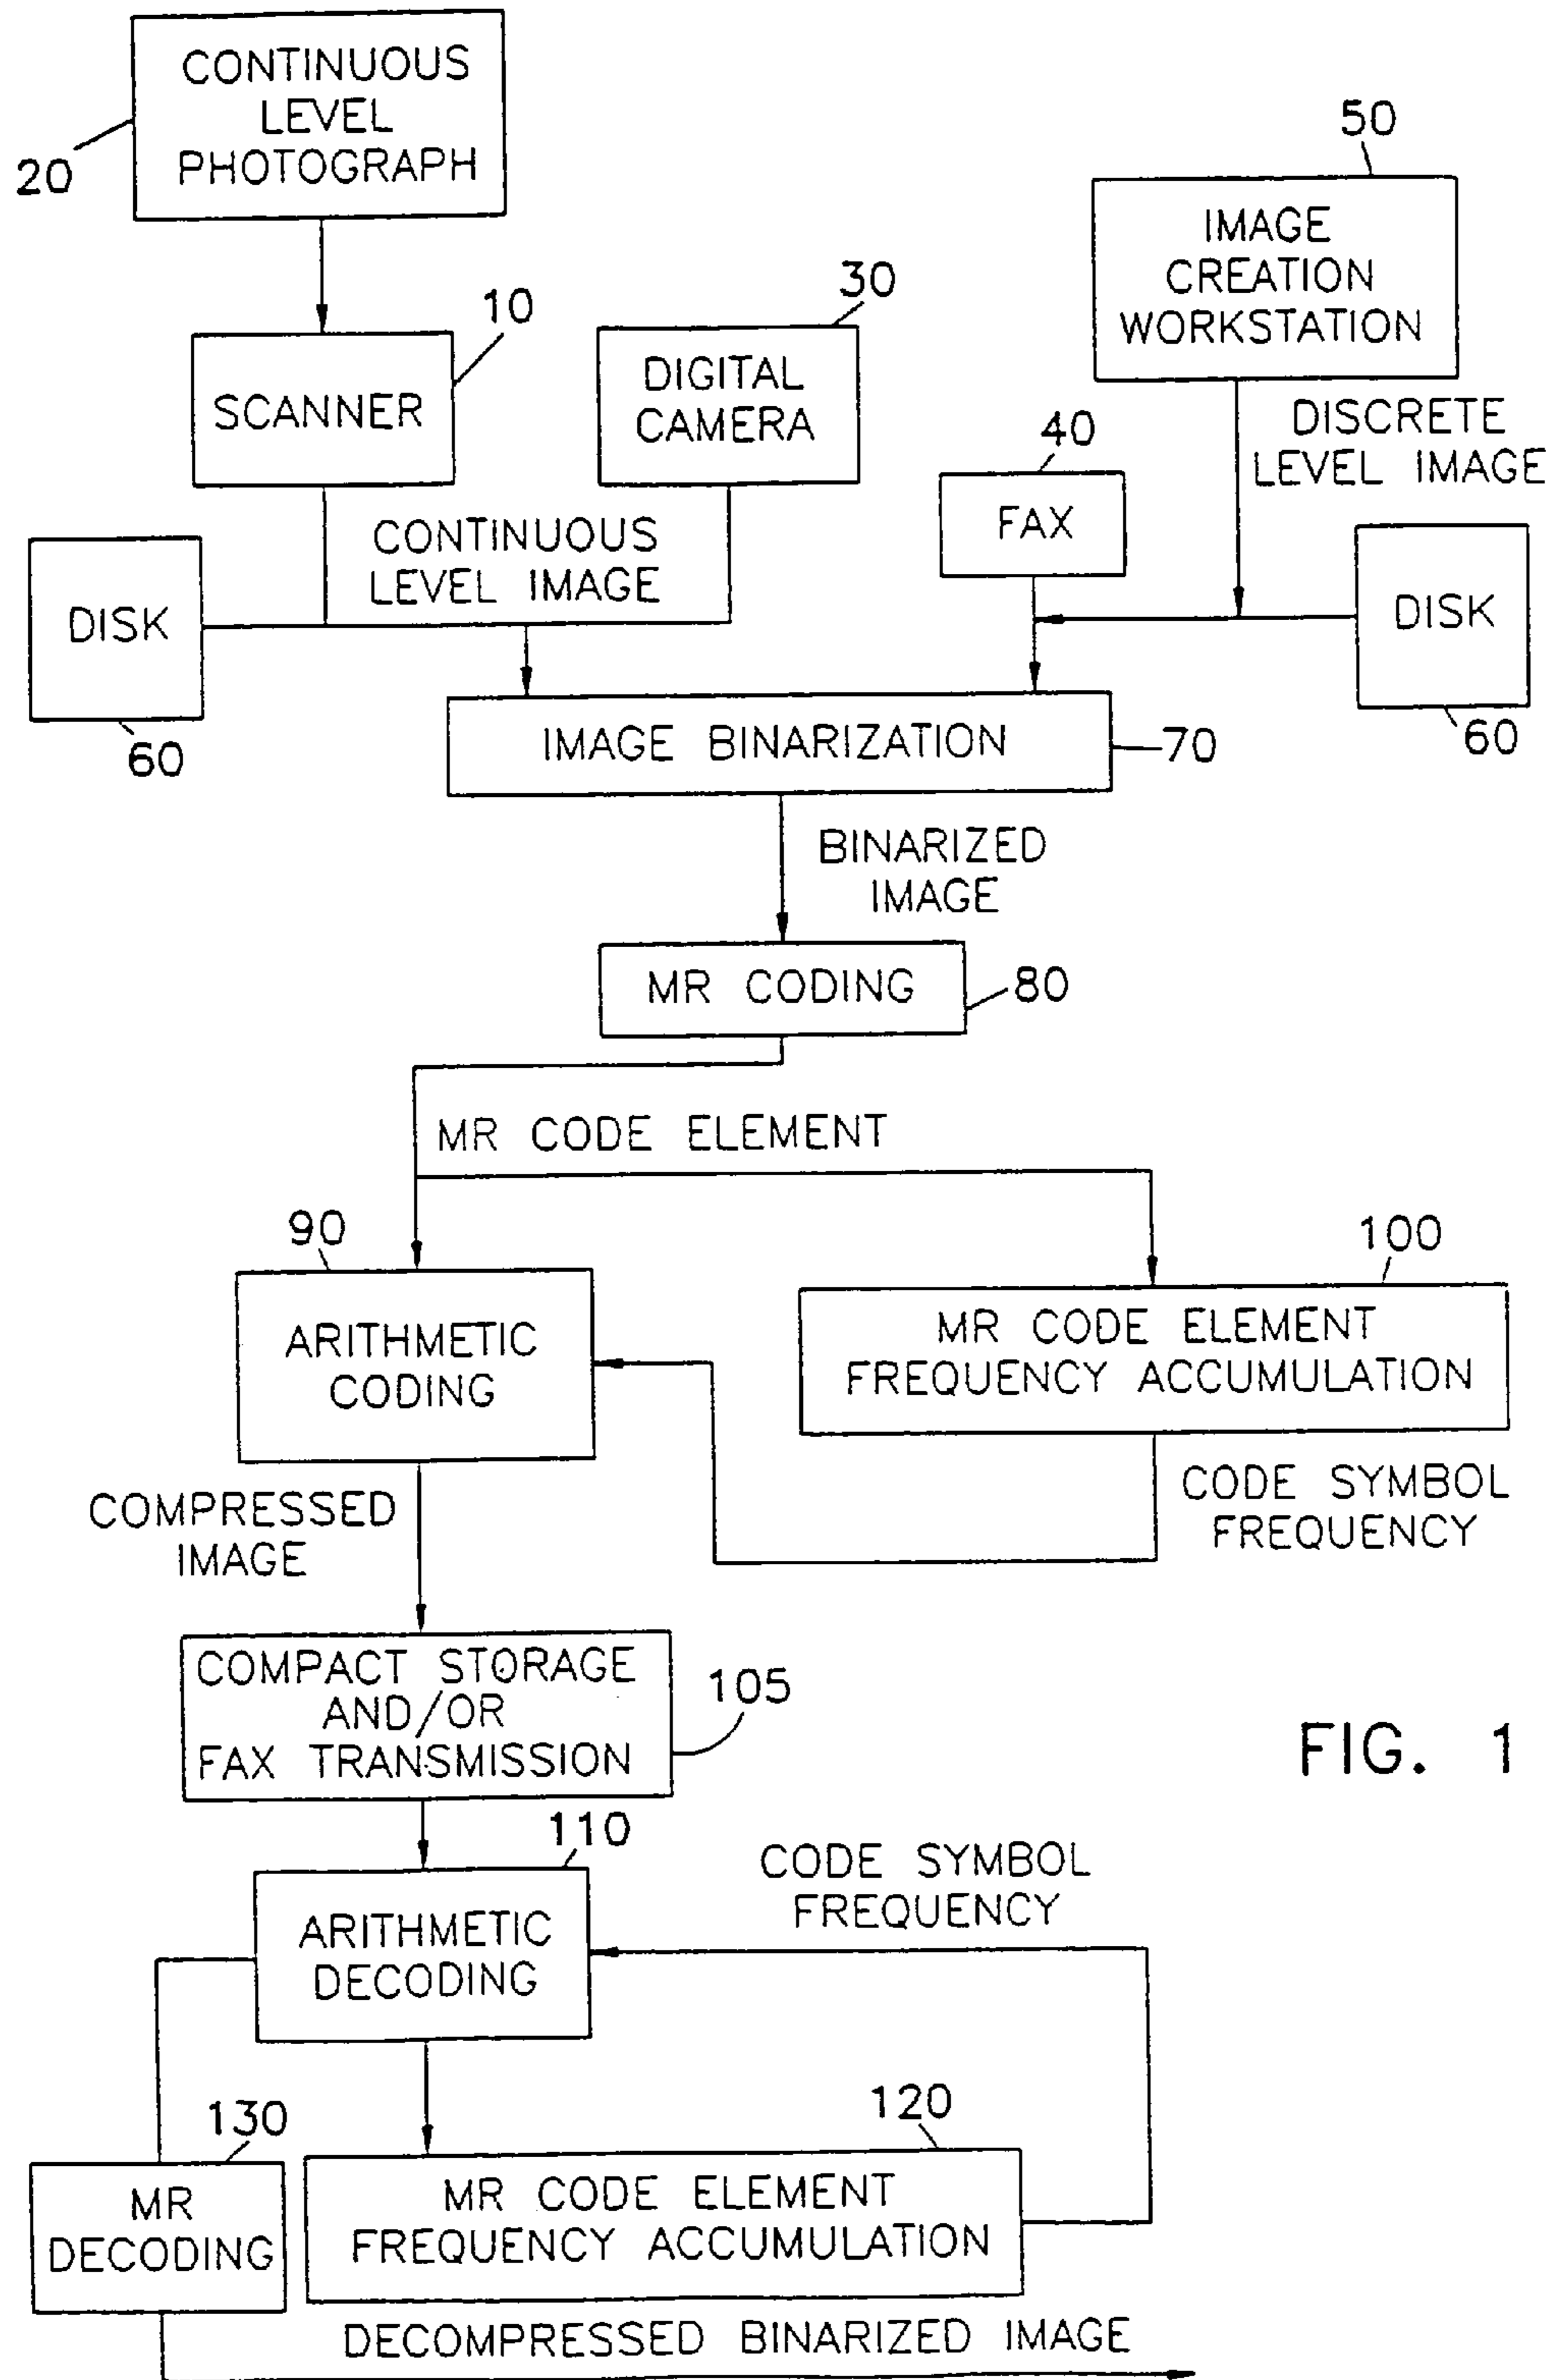 CONTINUOUS
LEVEL
PHOTOGRAPH
20
50
IMAGE
CREATION
WORKSTATION
10
SCANNER
30
DIGITAL
CAMERA
DISCRETE
LEVEL IMAGE
40
FAX
CONTINUOUS
LEVEL IMAGE
DISK
60
DISK
60
IMAGE BINARIZATION
70
BINARIZED
IMAGE
MR CODING
80
MR CODE ELEMENT
90
ARITHMETIC
CODING
100
MR CODE ELEMENT
FREQUENCY ACCUMULATION
CODE SYMBOL
FREQUENCY
COMPRESSED
IMAGE
COMPACT STORAGE
AND/OR
FAX TRANSMISSION
105
FIG. 1
110
ARITHMETIC
DECODING
CODE SYMBOL
FREQUENCY
130
MR
DECODING
120
MR CODE ELEMENT
FREQUENCY ACCUMULATION
DECOMPRESSED BINARIZED IMAGE